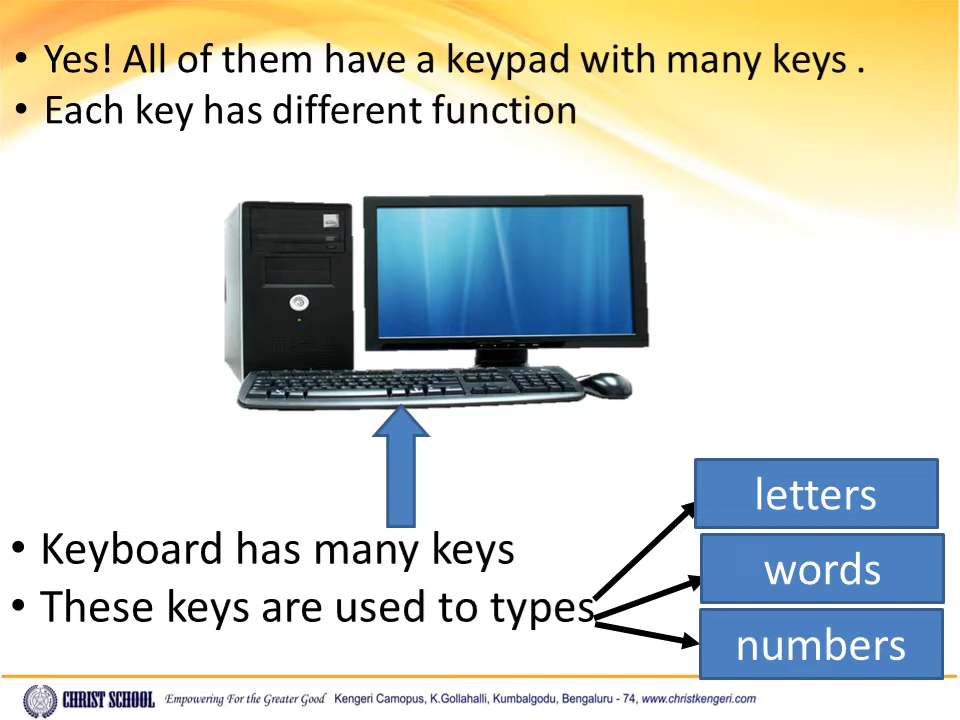 • Yes! All of them have a keypad with many keys .
• Each key has different function
letters
• Keyboard has many keys
words
• These keys are used to types
numbers
CHRIST SCHOOL Empowering For the Greater Good Kengeri Camopus, K.Gollahalli, Kumbalgodu, Bengaluru - 74, www.christkengeri.com